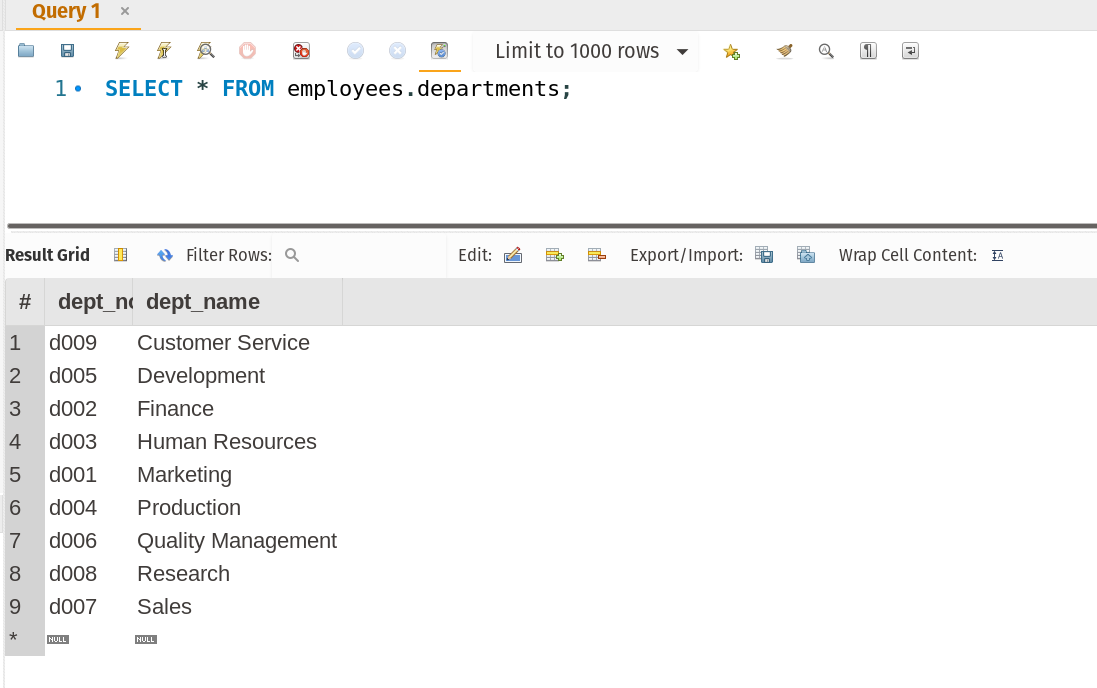 Query 1 ×
Limit to 1000 rows
1 SELECT * FROM employees.departments;
Result Grid Filter Rows: Edit: Export/Import: Wrap Cell Content:
# dept_no dept_name
1 d009 Customer Service
2 d005 Development
3 d002 Finance
4 d003 Human Resources
5 d001 Marketing
6 d004 Production
7 d006 Quality Management
8 d008 Research
9 d007 Sales
* NULL NULL